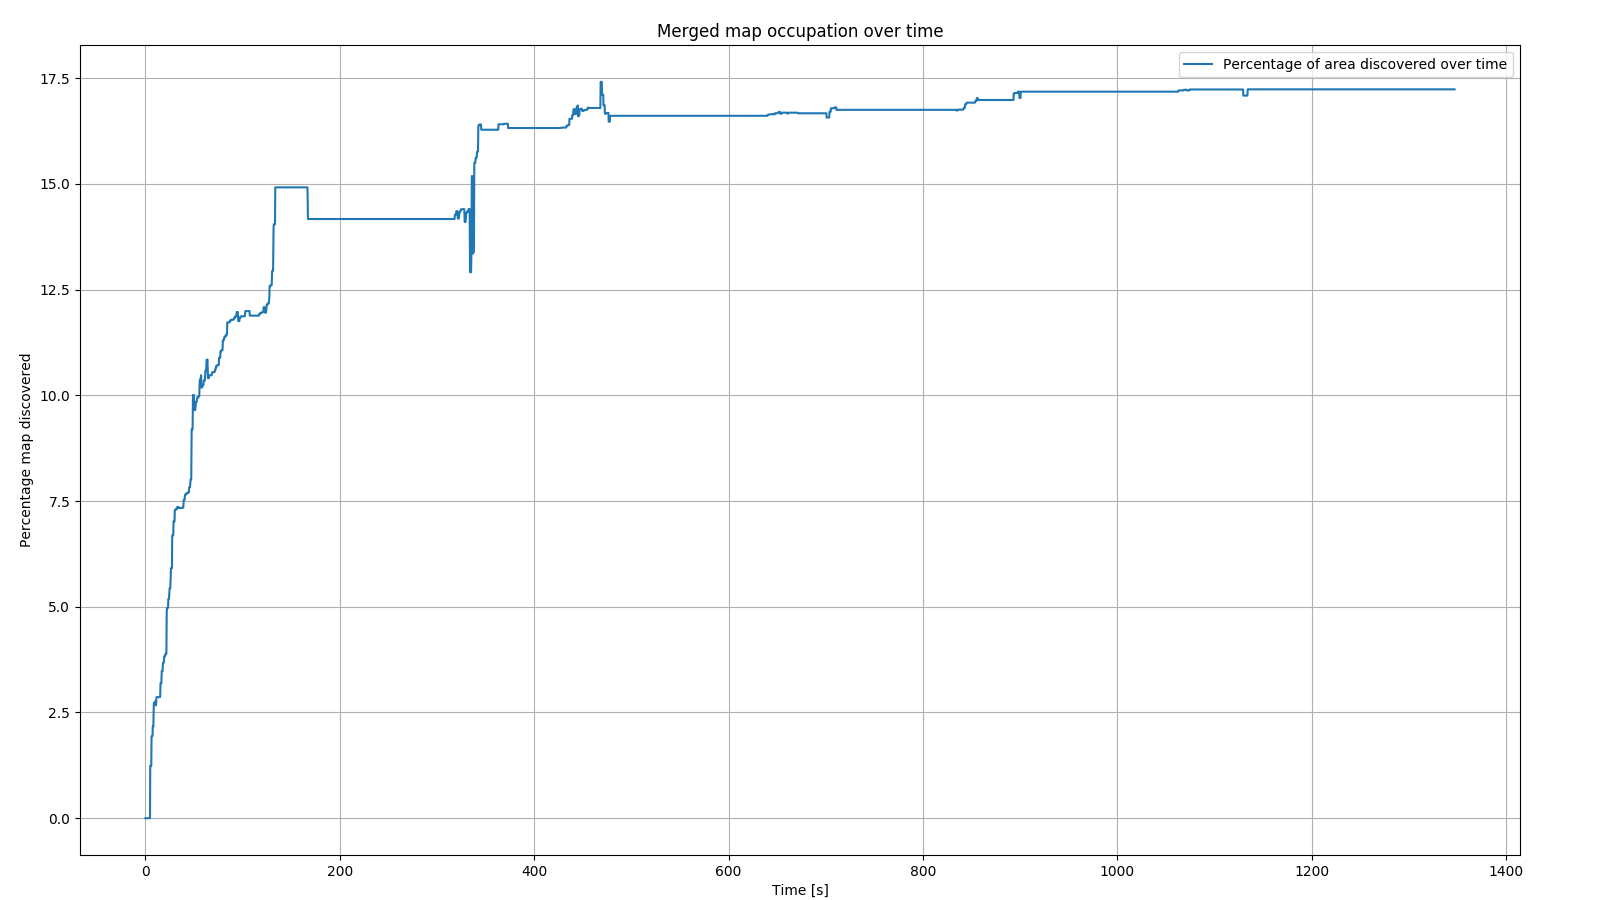 Merged map occupation over time
Percentage of area discovered over time
17.5
15.0
12.5
10.0
7.5
5.0
2.5
0.0
Percentage map discovered
0 200 400 600 800 1000 1200 1400
Time [s]